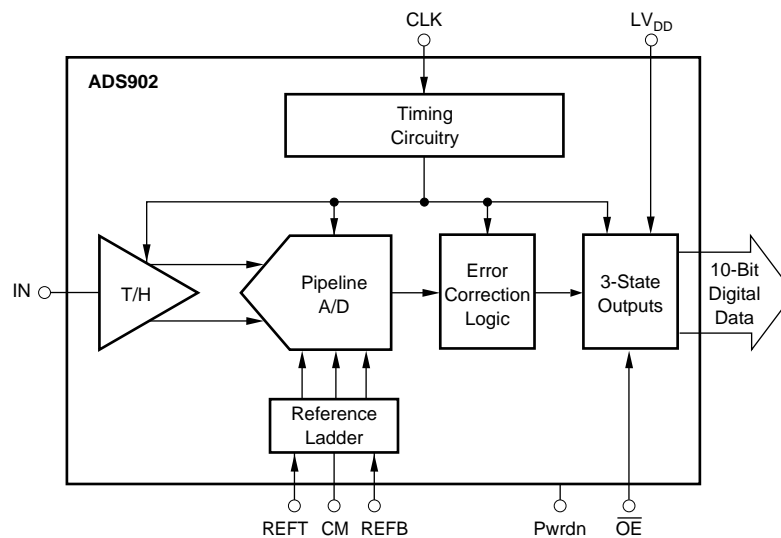 CLK
LVDD
ADS902
Timing
Circuitry
IN
T/H
Pipeline
A/D
Error
Correction
Logic
3-State
Outputs
10-Bit
Digital
Data
Reference
Ladder
REFT
CM
REFB
Pwrdn
OE